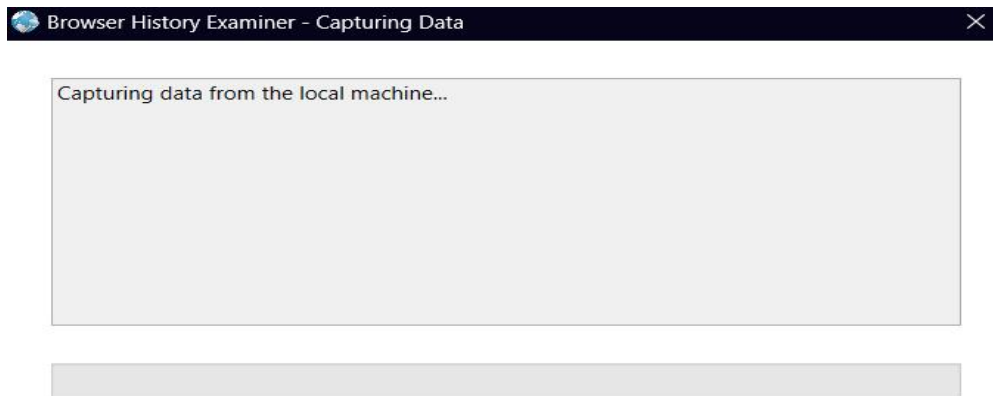 Browser History Examiner - Capturing Data
Capturing data from the local machine...